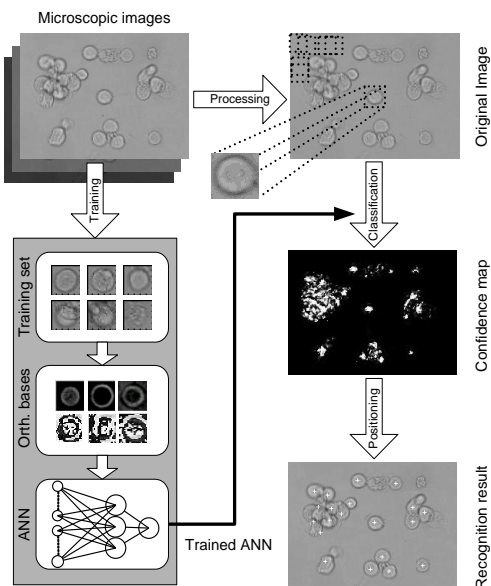 Microscopic images
Processing
Original Image
Training
Classification
Training set
Confidence map
Orth. bases
Positioning
ANN
Trained ANN
Recognition result